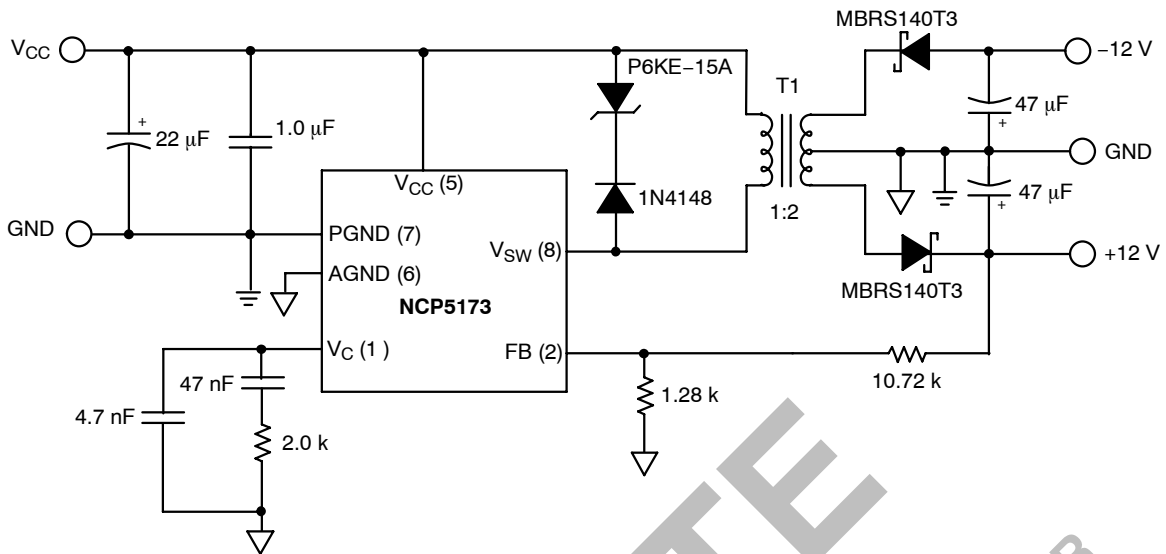 MBRS140T3
VCC
−12 V
P6KE−15A
T1
+
22 µF
1.0 µF
47 µF
+
VCC (5)
GND
1N4148
47 µF
1:2
+
GND
PGND (7)
VSW (8)
+12 V
AGND (6)
MBRS140T3
NCP5173
VC (1 )
FB (2)
47 nF
10.72 k
1.28 k
4.7 nF
2.0 k
TE